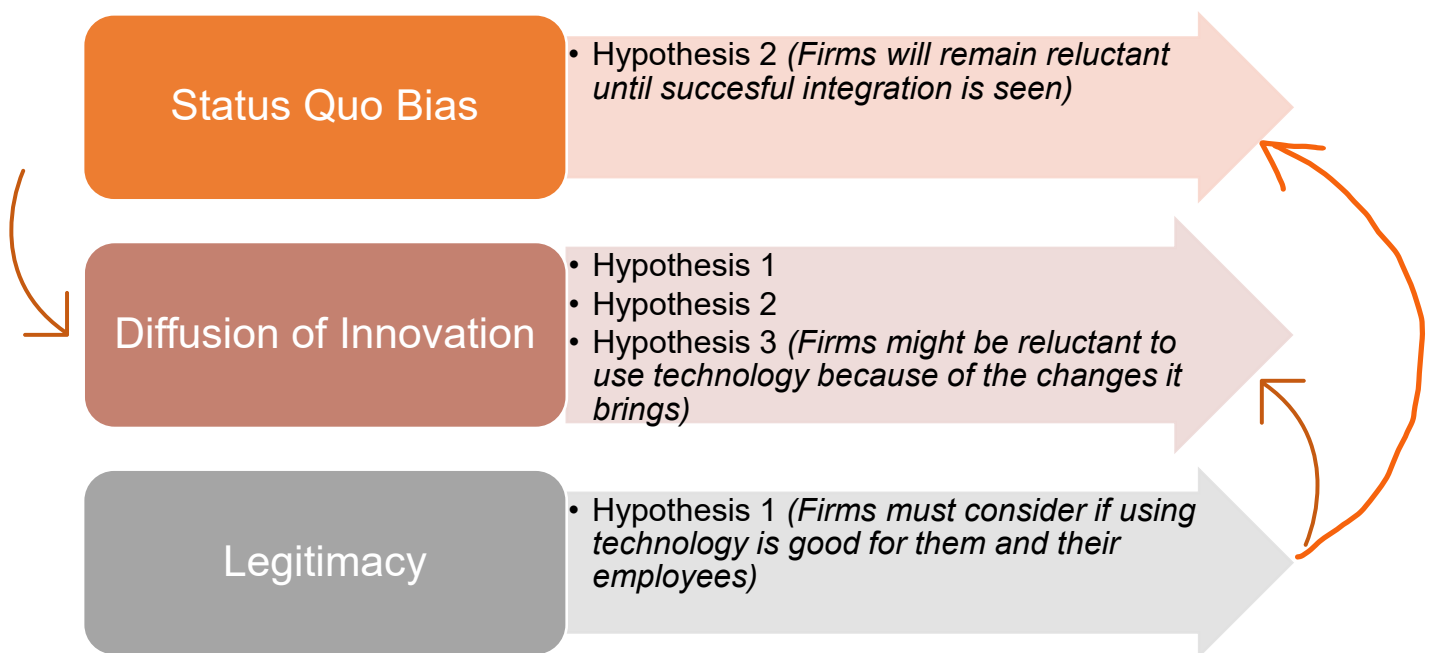 Status Quo Bias
• Hypothesis 2 (Firms will remain reluctant
until succesful integration is seen)
Diffusion of Innovation
• Hypothesis 1
• Hypothesis 2
• Hypothesis 3 (Firms might be reluctant to
use technology because of the changes it
brings)
Legitimacy
• Hypothesis 1 (Firms must consider if using
technology is good for them and their
employees)